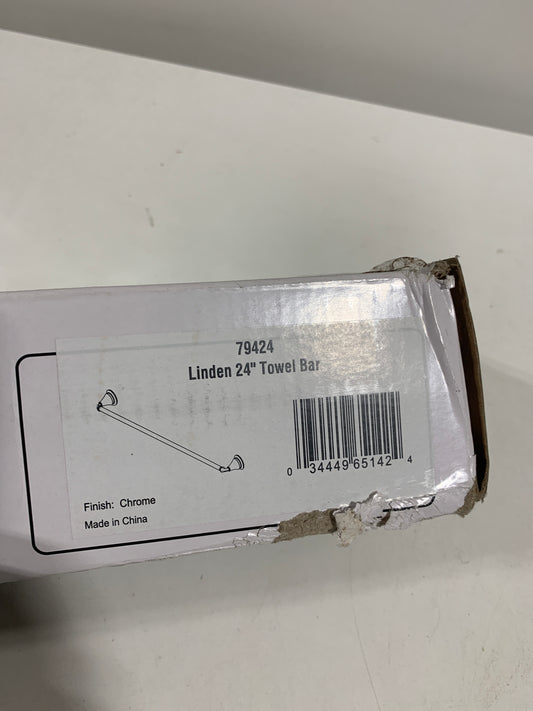 79424
Linden 24" Towel Bar
0 34449 65142 4
Finish: Chrome
Made in China